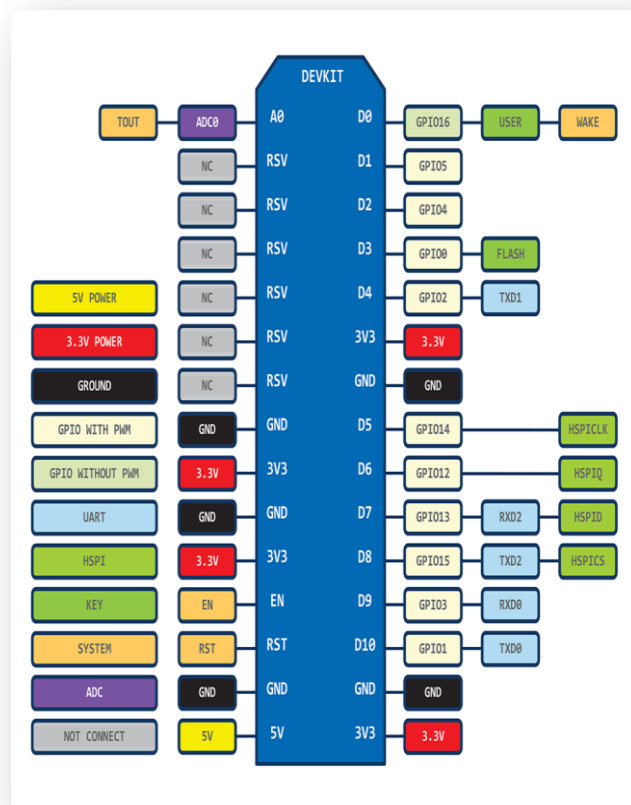 DEVKIT
TOUT ADC0 A0 D0 GPIO16 USER WAKE
NC RSV D1 GPIO5
NC RSV D2 GPIO4
NC RSV D3 GPIO0 FLASH
5V POWER NC RSV D4 GPIO2 TXD1
3.3V POWER NC RSV 3V3 3.3V
GROUND NC RSV GND GND
GPIO WITH PWM GND GND D5 GPIO14 HSPICLK
GPIO WITHOUT PWM 3.3V 3V3 D6 GPIO12 HSPIQ
UART GND GND D7 GPIO13 RXD2 HSPID
HSPI 3.3V 3V3 D8 GPIO15 TXD2 HSPICS
KEY EN EN D9 GPIO3 RXD0
SYSTEM RST RST D10 GPIO1 TXD0
ADC GND GND GND GND
NOT CONNECT 5V 5V 3V3 3.3V